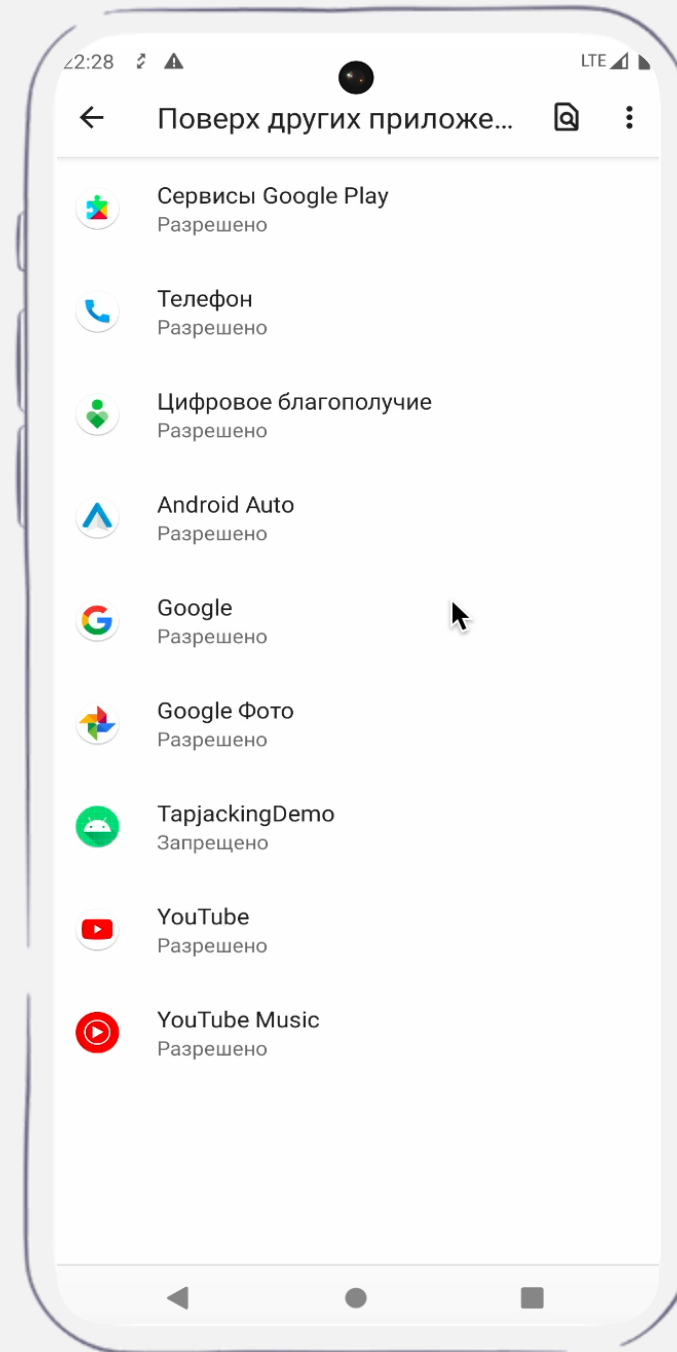 22:28 LTE
Поверх других приложе...
Сервисы Google Play
Разрешено
Телефон
Разрешено
Цифровое благополучие
Разрешено
Android Auto
Разрешено
Google
Разрешено
Google Фото
Разрешено
TapjackingDemo
Запрещено
YouTube
Разрешено
YouTube Music
Разрешено